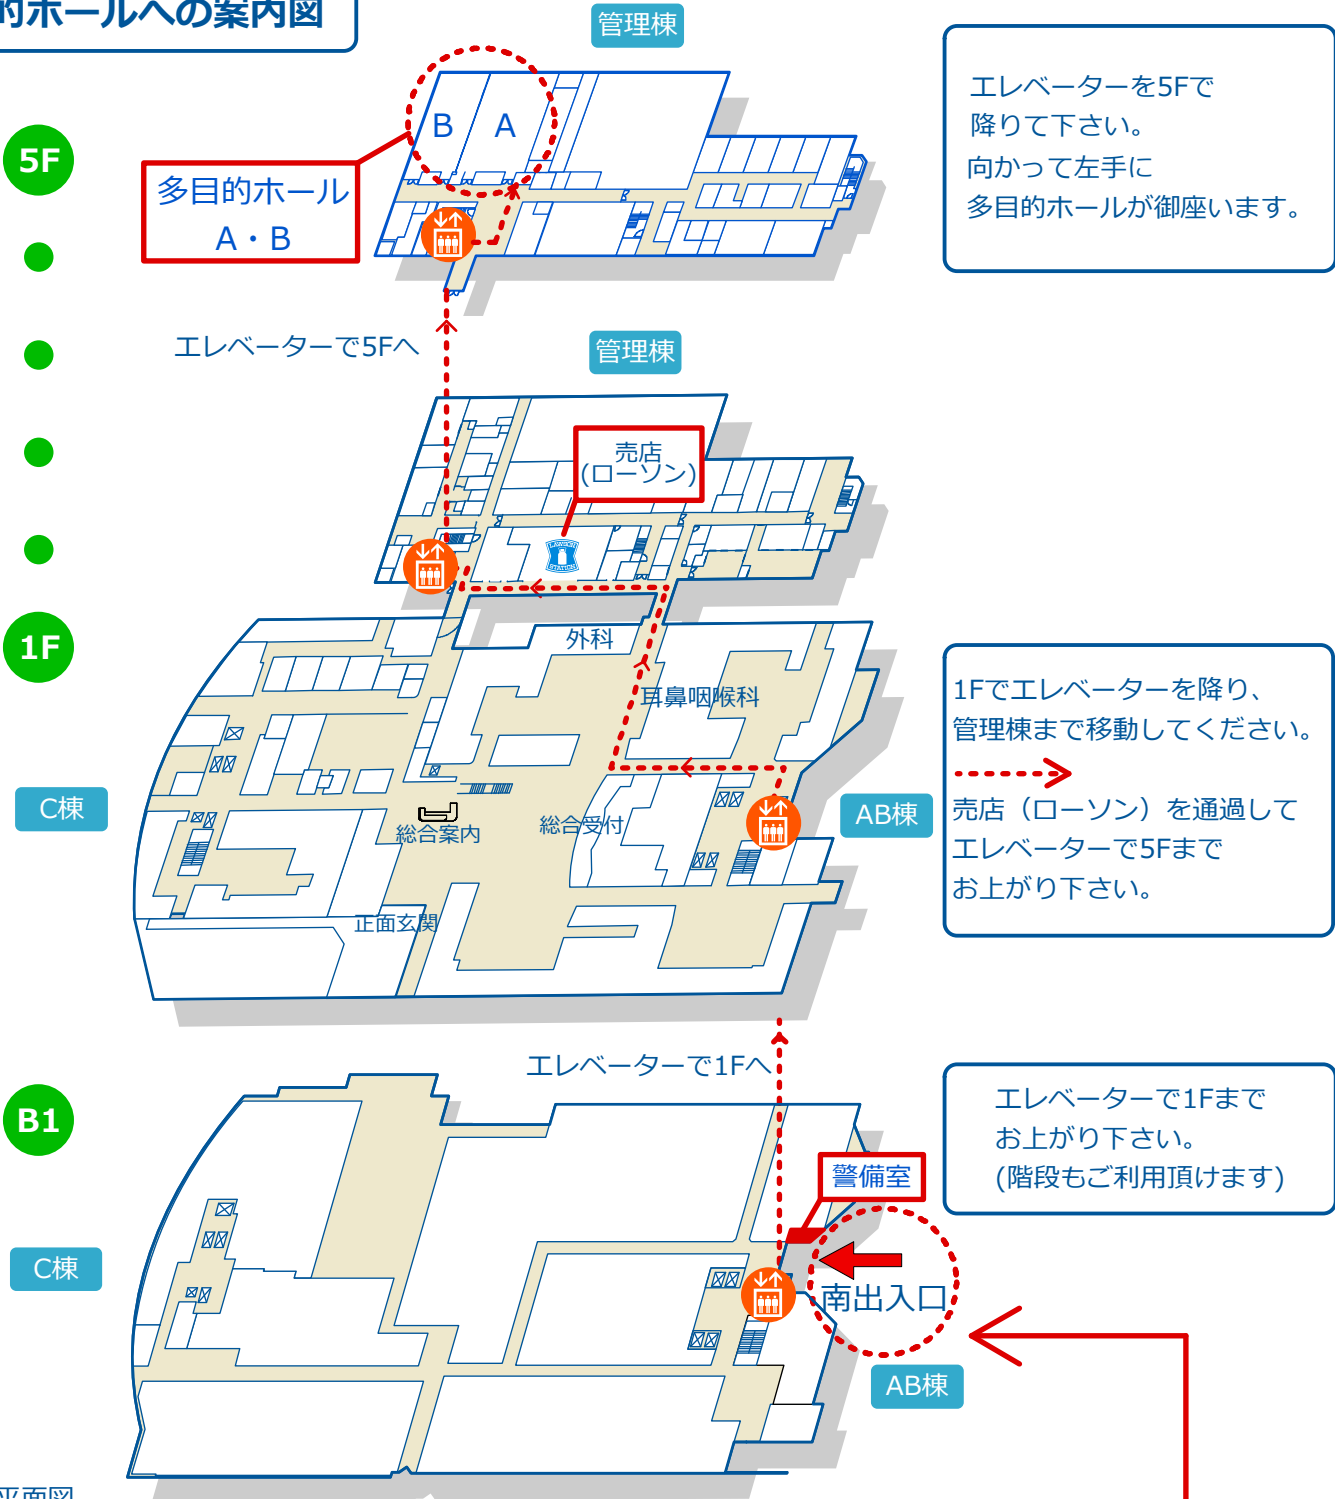 的ホールへの案内図
管理棟
エレベーターを5Fで
降りて下さい。
向かって左手に
多目的ホールが御座います。
5F
B
A
多目的ホール
A・B
エレベーターで5Fへ
管理棟
売店
(ローソン)
1F
外科
耳鼻咽喉科
1Fでエレベーターを降り、
管理棟まで移動してください。
売店（ローソン）を通過して
エレベーターで5Fまで
お上がり下さい。
C棟
総合案内
総合受付
AB棟
正面玄関
エレベーターで1Fへ
B1
エレベーターで1Fまで
お上がり下さい。
(階段もご利用頂けます)
警備室
C棟
南出入口
AB棟
平面図